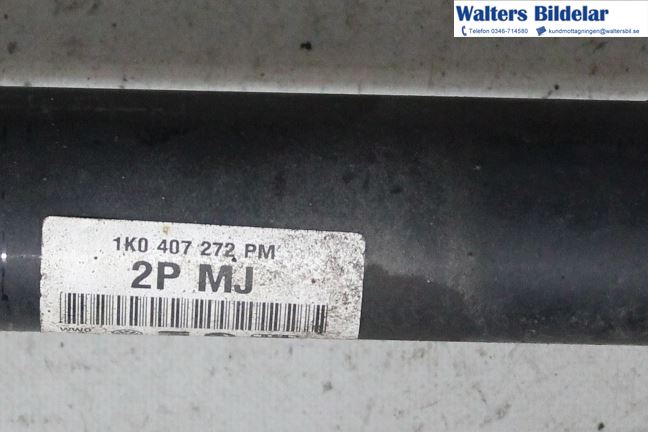 Walters Bildelar
Telefon 0346-714580 kundmottagningen@waltersbil.se
1K0 407 272 PM
2P MJ